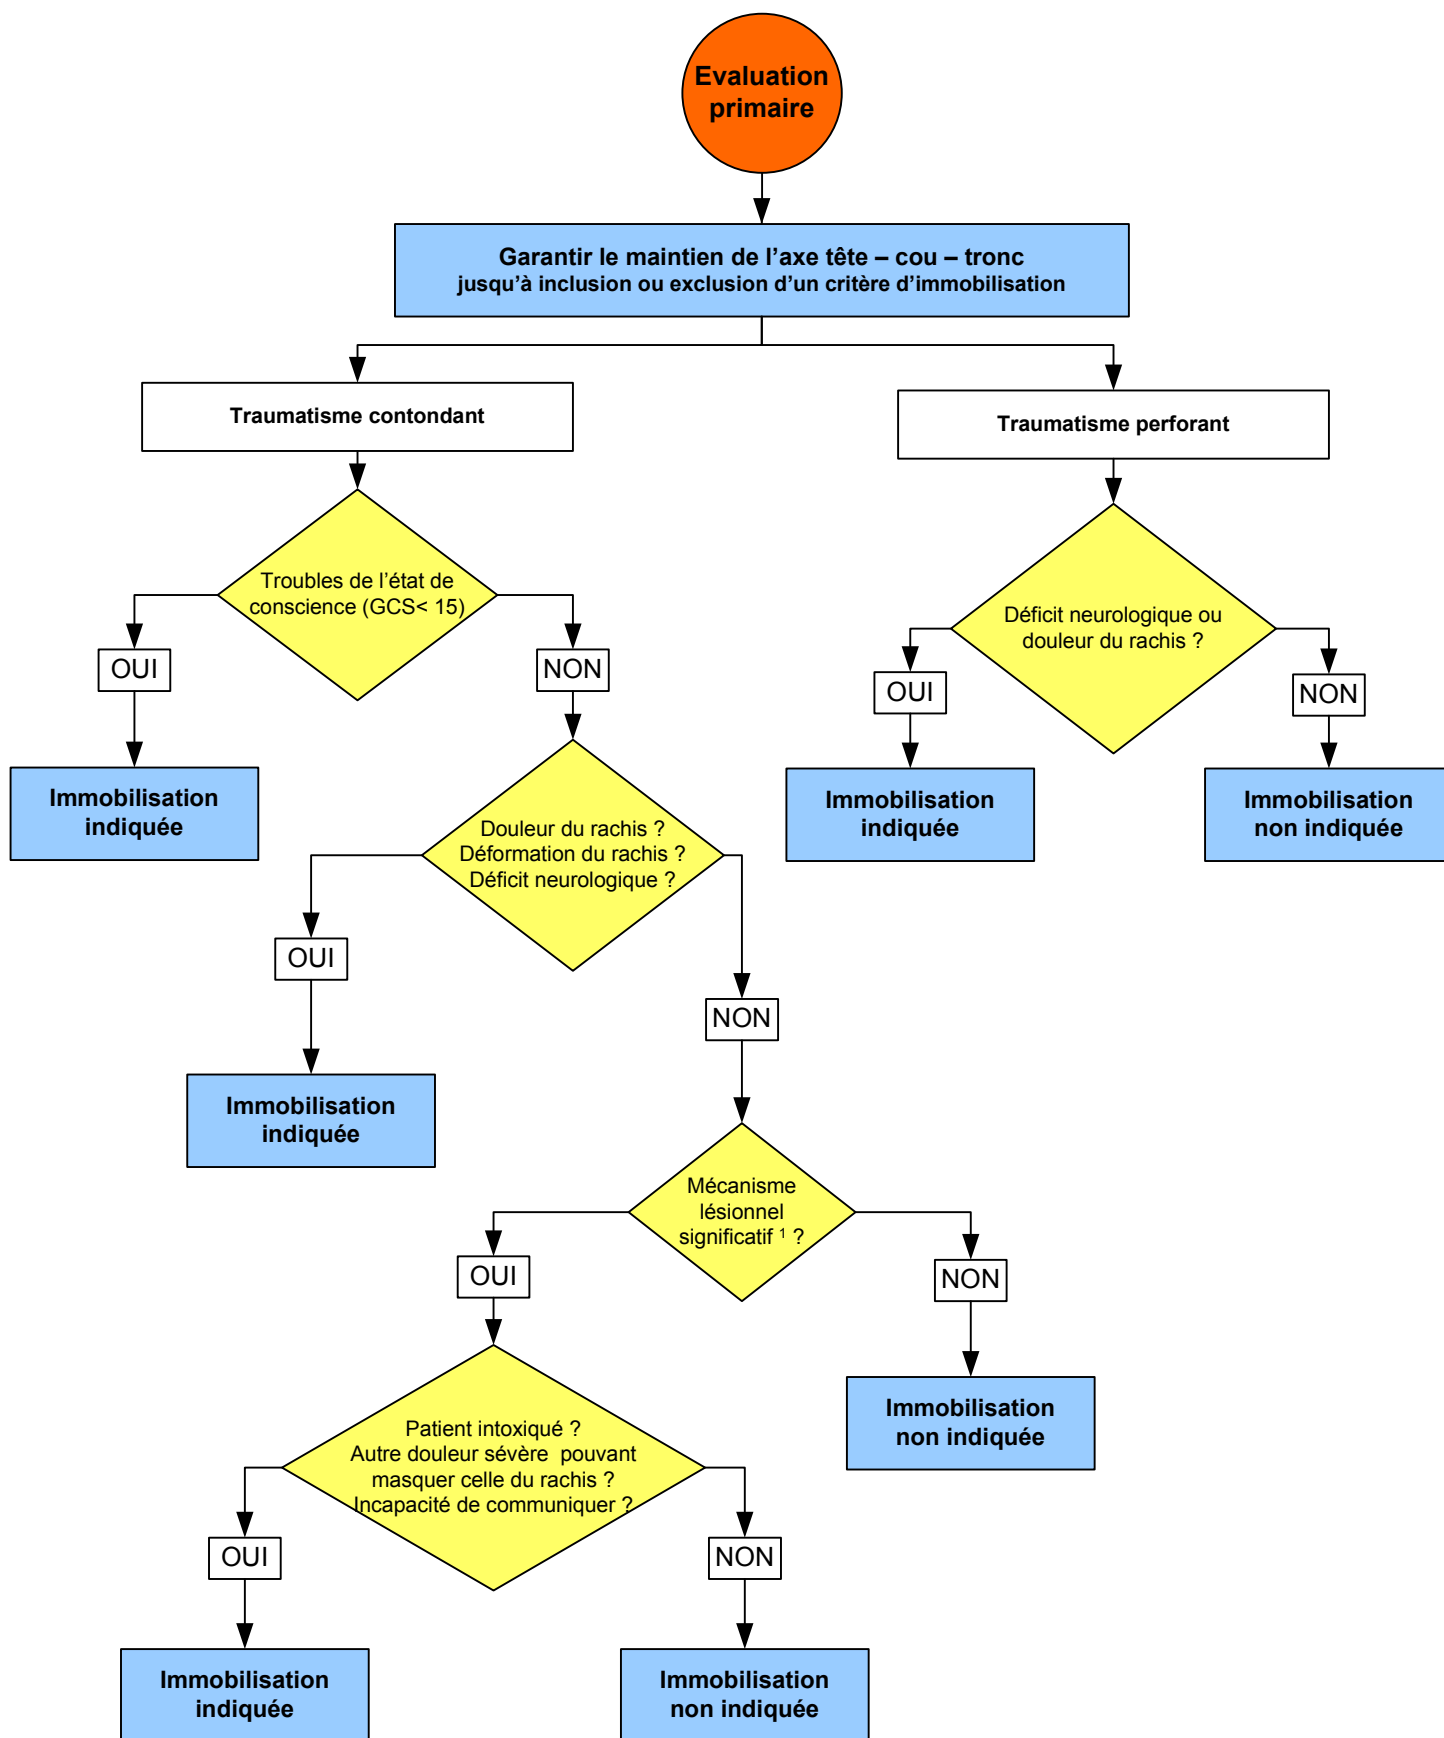 Evaluation
primaire
Garantir le maintien de l’axe tête – cou – tronc
jusqu’à inclusion ou exclusion d’un critère d’immobilisation
Traumatisme contondant
Traumatisme perforant
Troubles de l’état de
conscience (GCS< 15)
Déficit neurologique ou
douleur du rachis ?
OUI
NON
OUI
NON
Immobilisation
indiquée
Douleur du rachis ?
Déformation du rachis ?
Déficit neurologique ?
Immobilisation
indiquée
Immobilisation
non indiquée
OUI
NON
Immobilisation
indiquée
Mécanisme
lésionnel
significatif ¹ ?
OUI
NON
Patient intoxiqué ?
Autre douleur sévère  pouvant
masquer celle du rachis ?
Incapacité de communiquer ?
Immobilisation
non indiquée
OUI
NON
Immobilisation
indiquée
Immobilisation
non indiquée